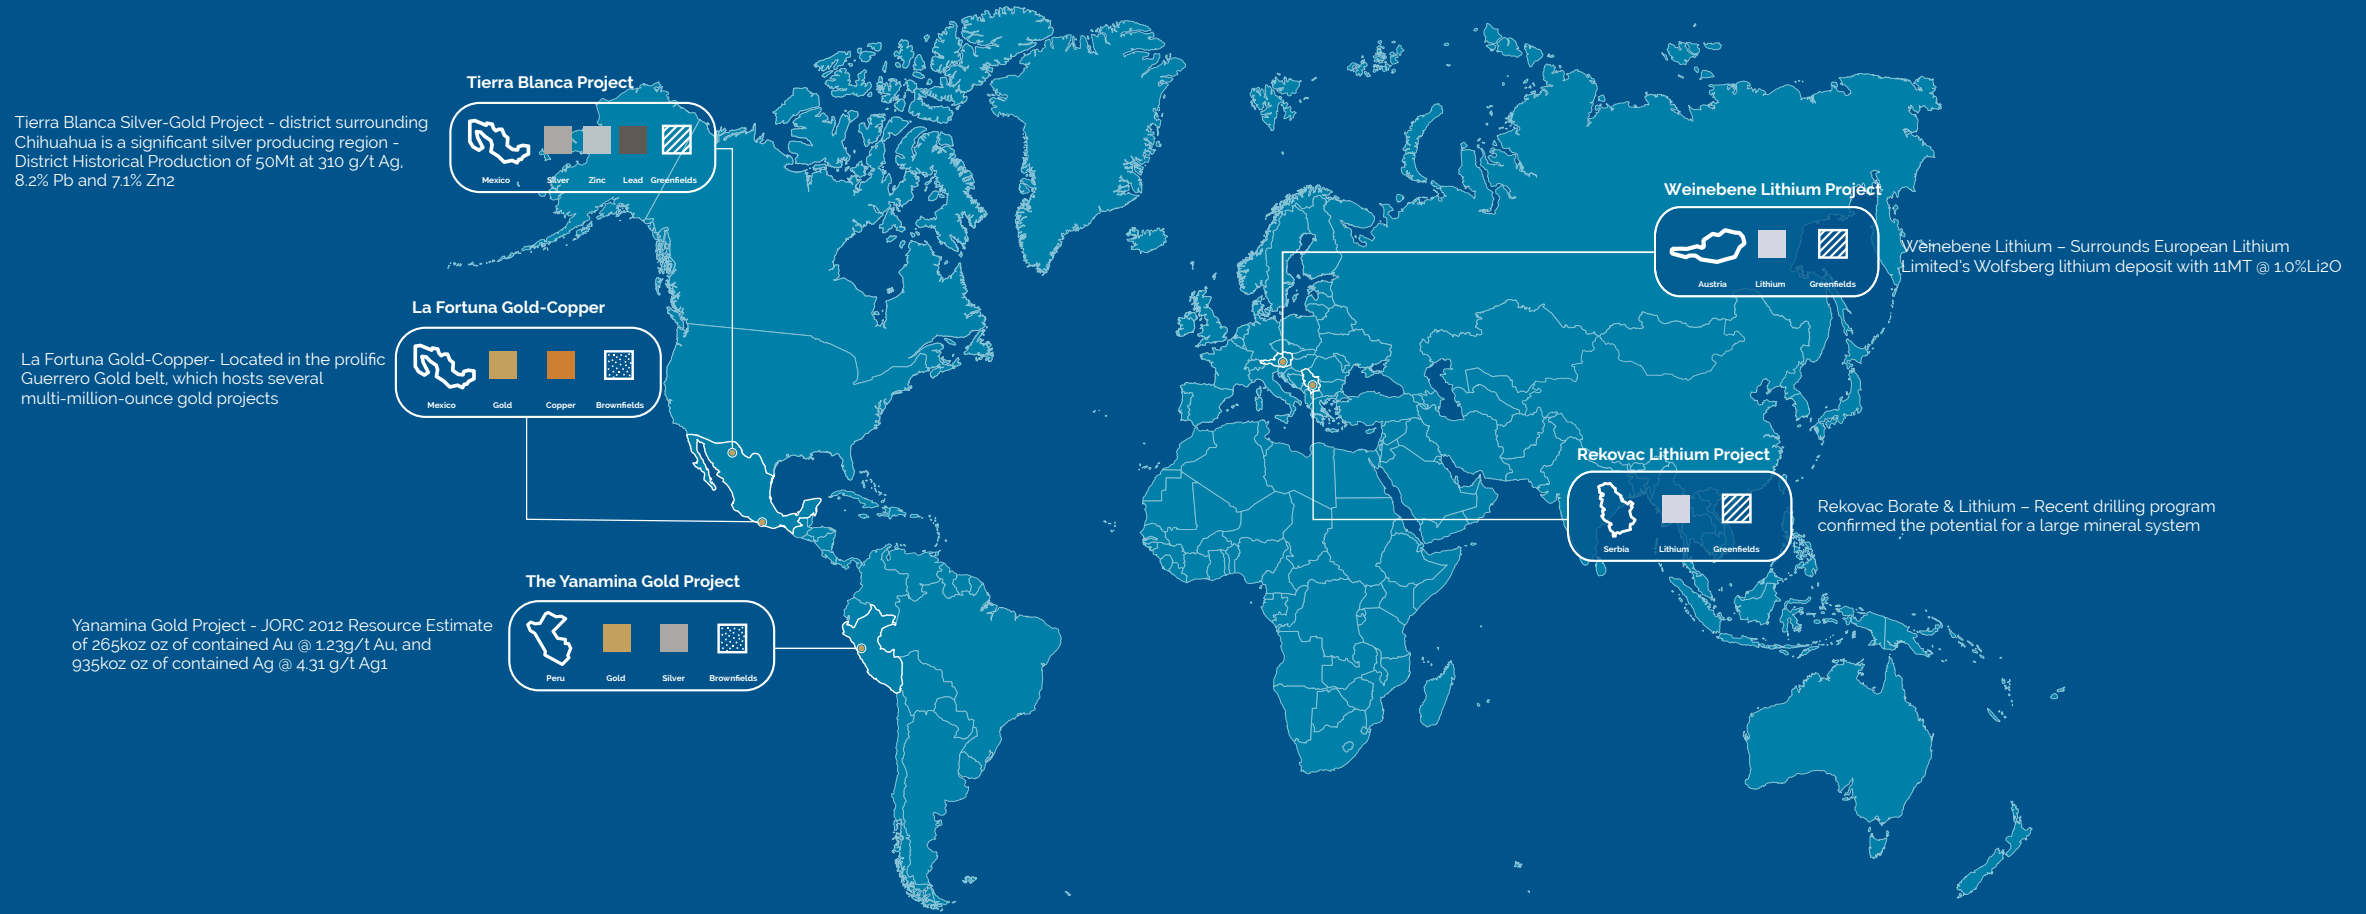 Tierra Blanca Project
Tierra Blanca Silver-Gold Project - district surrounding
Chihuahua is a significant silver producing region -
District Historical Production of 50Mt at 310 g/t Ag,
8.2% Pb and 7.1% Zn2
Mexico Silver Zinc Lead Greenfields
La Fortuna Gold-Copper
La Fortuna Gold-Copper- Located in the prolific
Guerrero Gold belt, which hosts several
multi-million-ounce gold projects
Mexico Gold Copper Brownfields
The Yanamina Gold Project
Yanamina Gold Project - JORC 2012 Resource Estimate
of 265koz oz of contained Au @ 1.23g/t Au, and
935koz oz of contained Ag @ 4.31 g/t Ag1
Peru Gold Silver Brownfields
Weinebene Lithium Project
Austria Lithium Greenfields
Weinebene Lithium – Surrounds European Lithium
Limited's Wolfsberg lithium deposit with 11MT @ 1.0%Li2O
Rekovac Lithium Project
Serbia Lithium Greenfields
Rekovac Borate & Lithium – Recent drilling program
confirmed the potential for a large mineral system